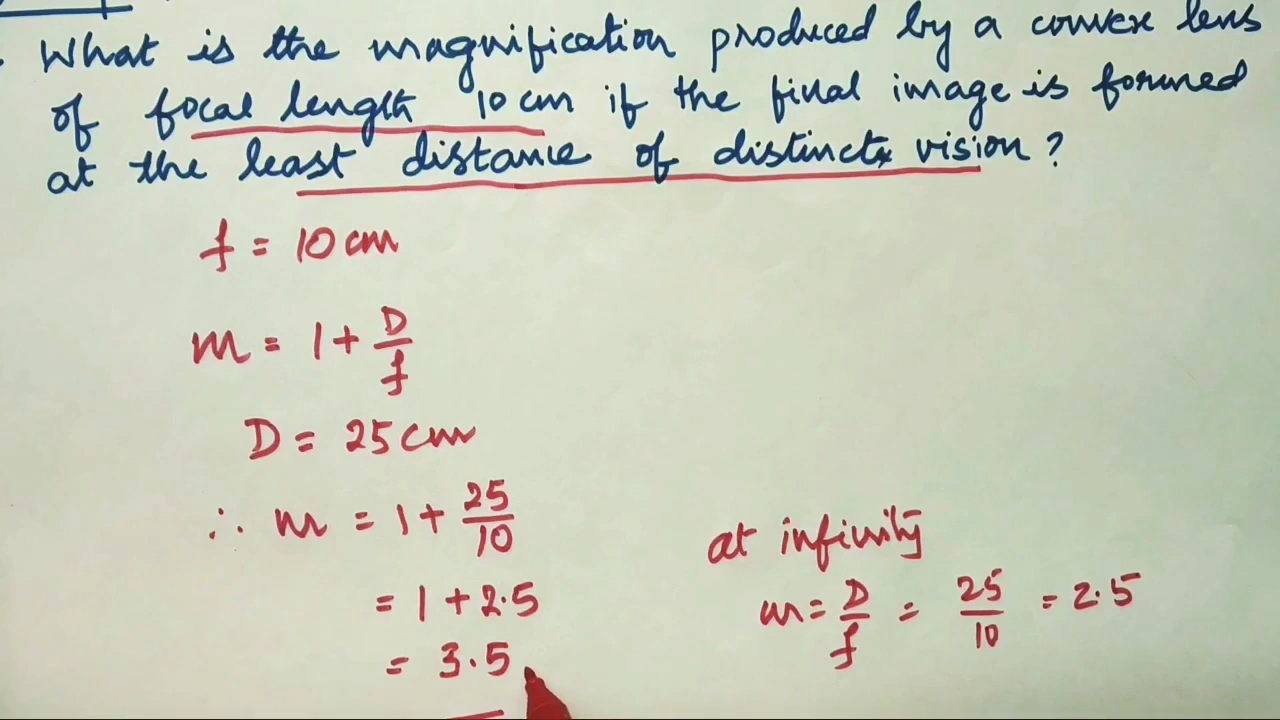 What is the magnification produced by a convex lens
of focal length 10 cm if the final image is formed
at the least distance of distinct vision?
f = 10 cm
m = 1 + D/f
D = 25 cm
∴ m = 1 + 25/10
= 1 + 2.5
= 3.5
at infinity
m = D/f = 25/10 = 2.5